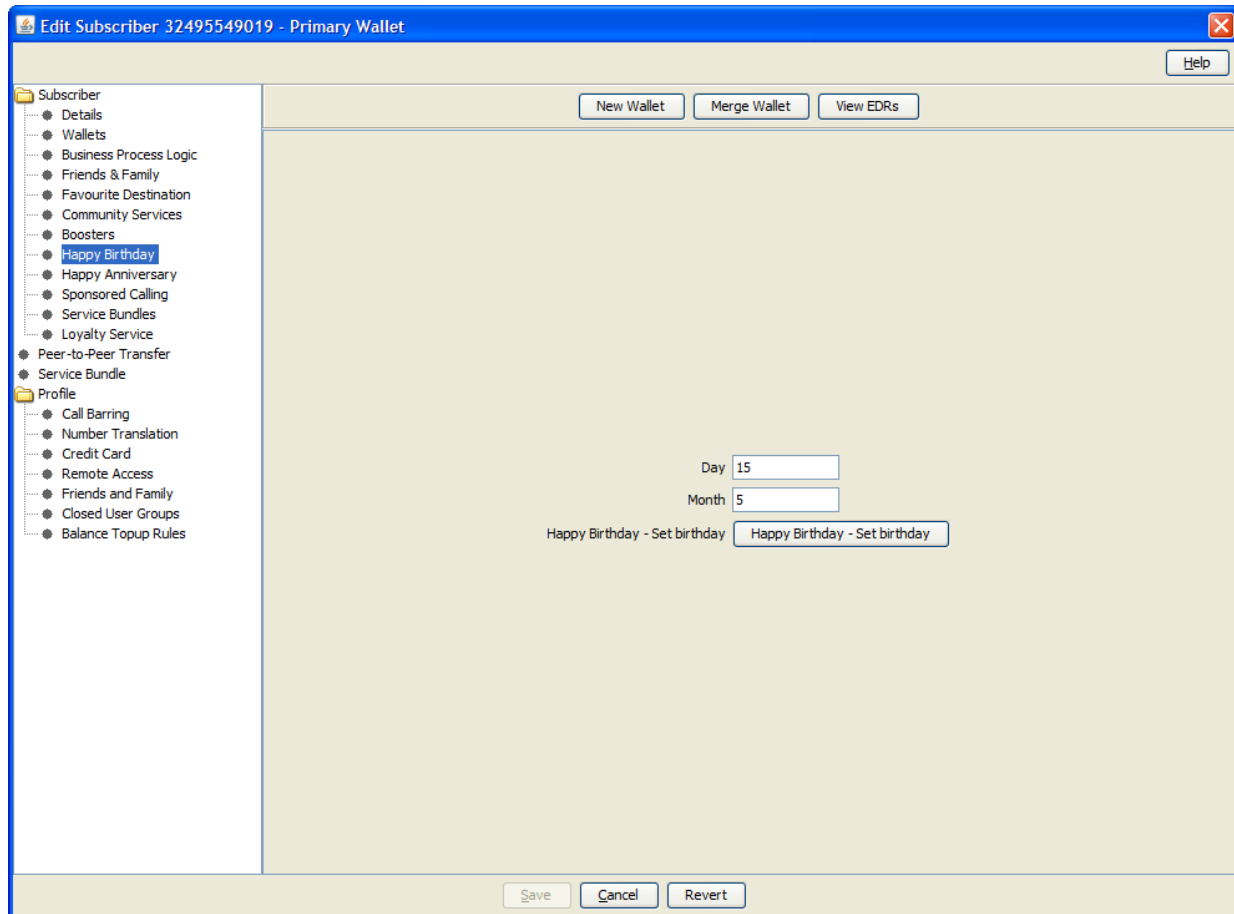 Edit Subscriber 32495549019 - Primary Wallet
Help
Subscriber
Details
Wallets
Business Process Logic
Friends & Family
Favourite Destination
Community Services
Boosters
Happy Birthday
Happy Anniversary
Sponsored Calling
Service Bundles
Loyalty Service
Peer-to-Peer Transfer
Service Bundle
Profile
Call Barring
Number Translation
Credit Card
Remote Access
Friends and Family
Closed User Groups
Balance Topup Rules
New Wallet Merge Wallet View EDRs
Day 15
Month 5
Happy Birthday - Set birthday Happy Birthday - Set birthday
Save Cancel Revert